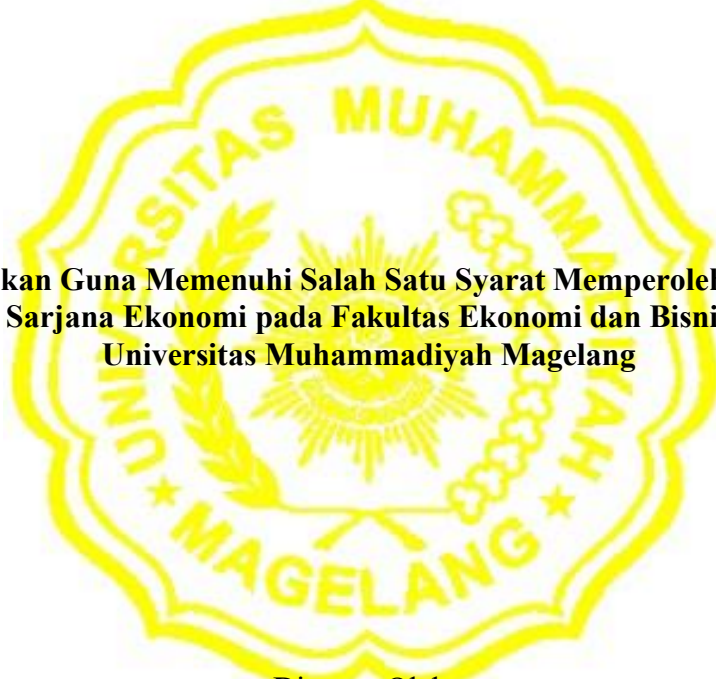 UNIVERSITAS MUHAMMADIYAH
MAGELANG
kan Guna Memenuhi Salah Satu Syarat Memperoleh
Sarjana Ekonomi pada Fakultas Ekonomi dan Bisni
Universitas Muhammadiyah Magelang